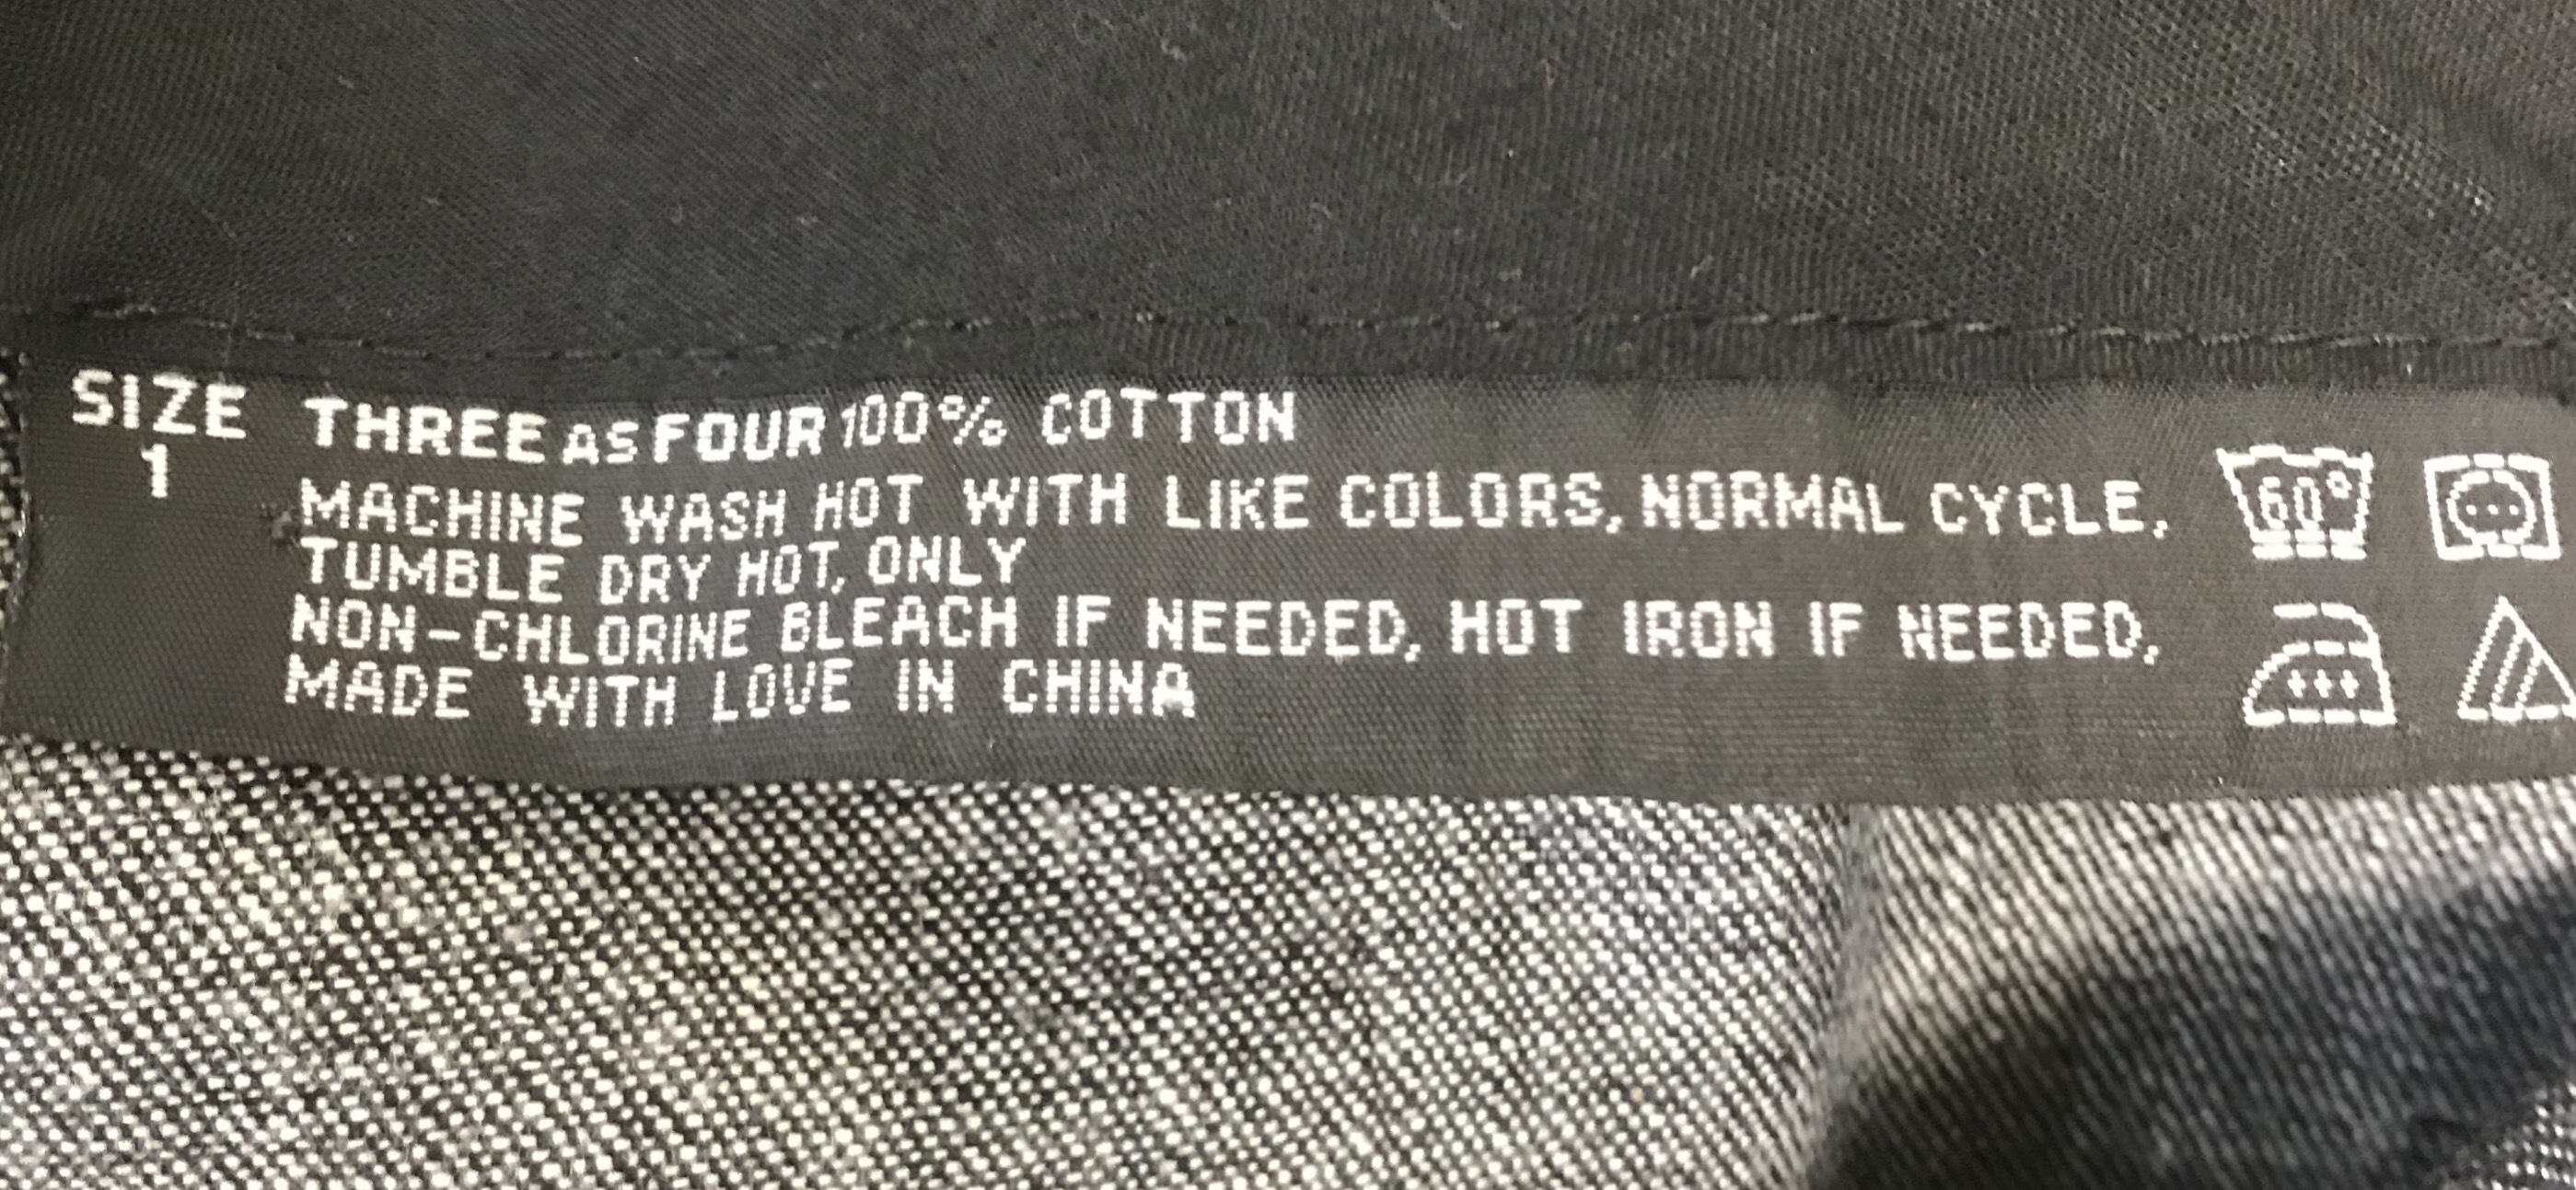 SIZE
1
THREE AS FOUR 100% COTTON
MACHINE WASH HOT WITH LIKE COLORS, NORMAL CYCLE,
TUMBLE DRY HOT, ONLY
NON-CHLORINE BLEACH IF NEEDED, HOT IRON IF NEEDED,
MADE WITH LOVE IN CHINA
60°